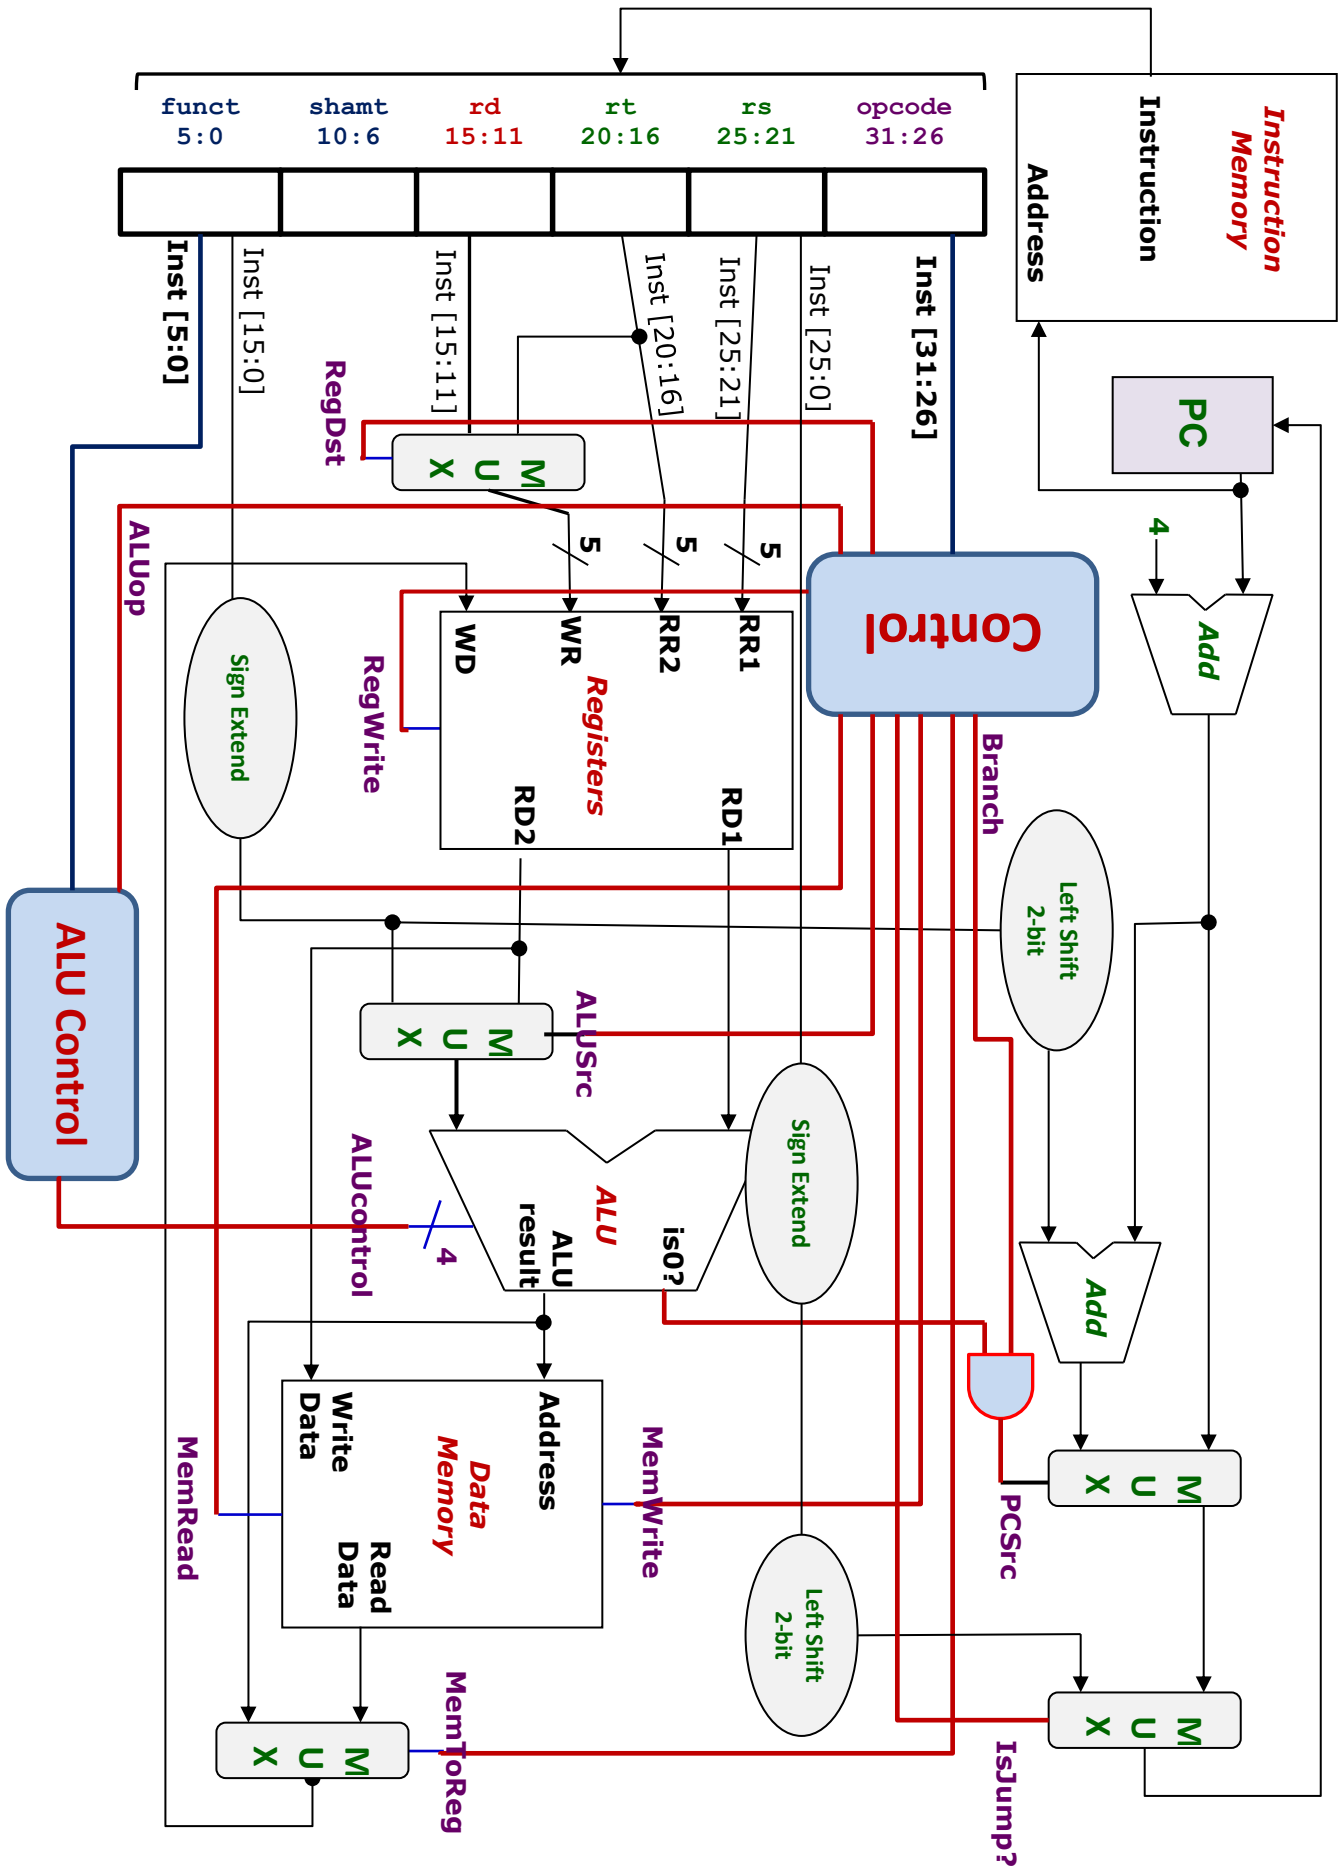 Instruction
Memory
Instruction
Address
funct
5:0
shamt
10:6
rd
15:11
rt
20:16
rs
25:21
opcode
31:26
Inst [5:0]
Inst [15:0]
Inst [15:11]
Inst [20:16]
Inst [25:21]
Inst [25:0]
Inst [31:26]
PC
4
Add
RegDst
MUX
5
5
5
ALUop
Control
Sign Extend
RR1
RR2
WR
WD
Registers
RD1
RD2
RegWrite
Branch
Left Shift
2-bit
ALU Control
MUX
ALUSrc
ALUcontrol
4
ALU
is0?
ALU
result
Sign Extend
Add
Address
Write
Data
Data
Memory
Read
Data
MemRead
MemWrite
MUX
PCSrc
Left Shift
2-bit
MUX
MemToReg
MUX
IsJump?